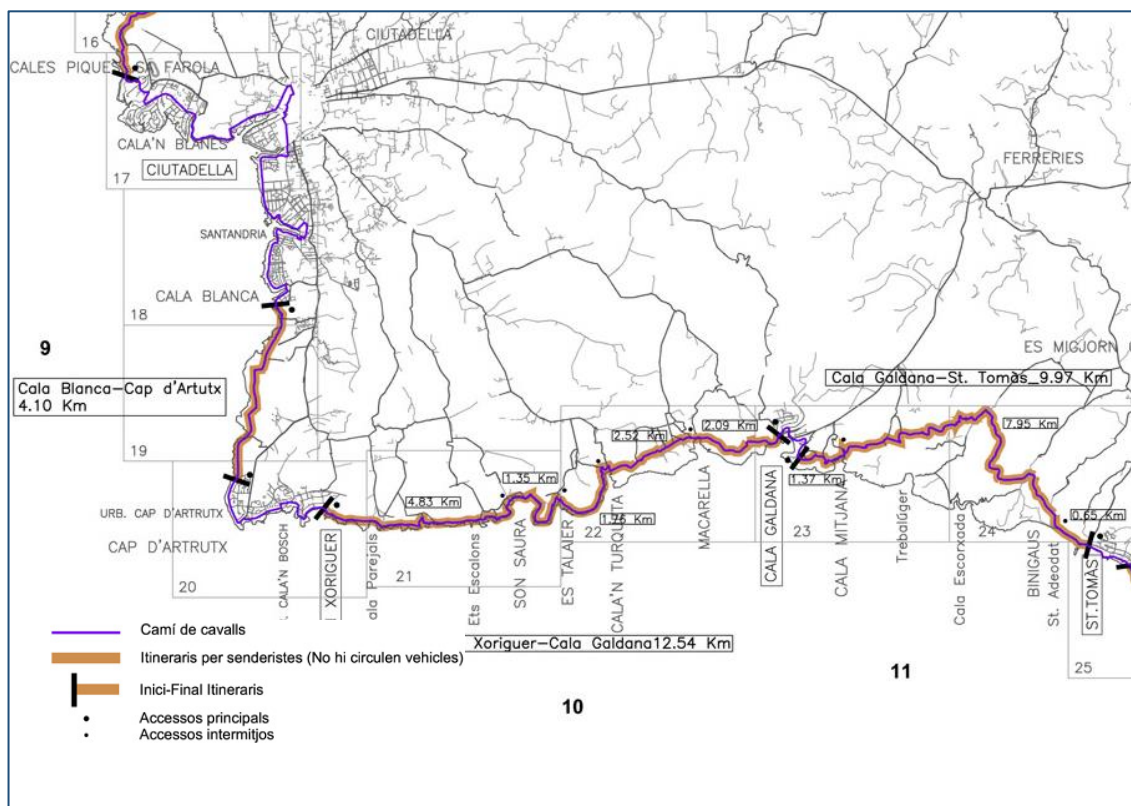 16
CIUTADELLA
CALES PIQUES SA FAROLA
CALA'N BLANES
CIUTADELLA
17
FERRERIES
SANTANDRIA
CALA BLANCA
18
9
ES MIGJORN
Cala Blanca-Cap d'Artutx
4.10 Km
Cala Galdana-St. Tomàs_9.97 Km
2.52 Km
2.09 Km
7.95 Km
19
1.35 Km
4.83 Km
1.37 Km
1.76 Km
0.65 Km
URB. CAP D'ARTRUTX
CAP D'ARTRUTX
20
CALA'N BOSCH
XORIGUER
ala Parejals
21
Ets Escalons
SON SAURA
ES TALAIER
22
CALA'N TURQUETA
MACARELLA
CALA GALDANA
23
CALA MITJANA
Trebalúger
Cala Escorxada
24
BINIGAUS
St. Adeodat
ST.TOMÀS
25
Camí de cavalls
Itineraris per senderistes (No hi circulen vehicles)
Xoriguer-Cala Galdana12.54 Km
11
Inici-Final Itineraris
10
Accessos principals
Accessos intermitjos